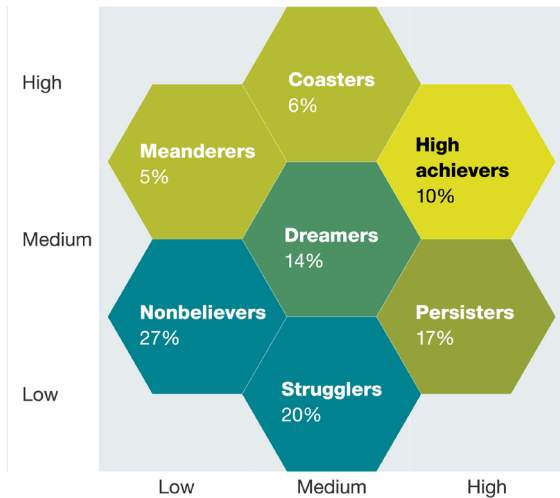 High
Coasters
6%
Meanderers
5%
High
achievers
10%
Medium
Dreamers
14%
Nonbelievers
27%
Persisters
17%
Low
Strugglers
20%
Low
Medium
High